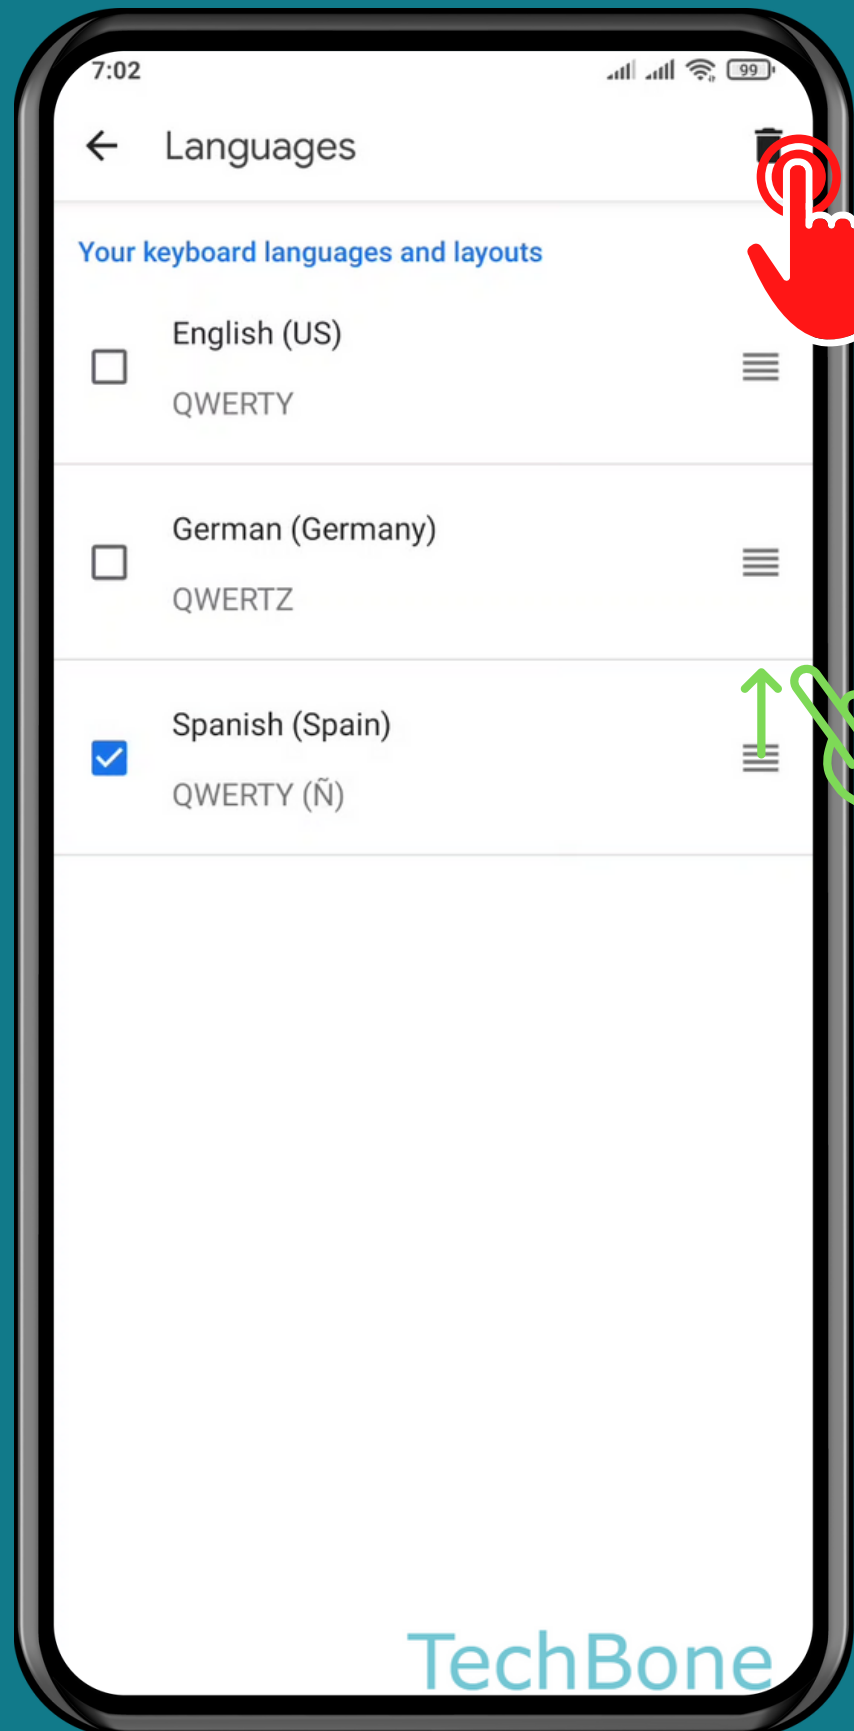 7:02
99
Languages
Your keyboard languages and layouts
English (US)
QWERTY
German (Germany)
QWERTZ
Spanish (Spain)
QWERTY (Ñ)
TechBone